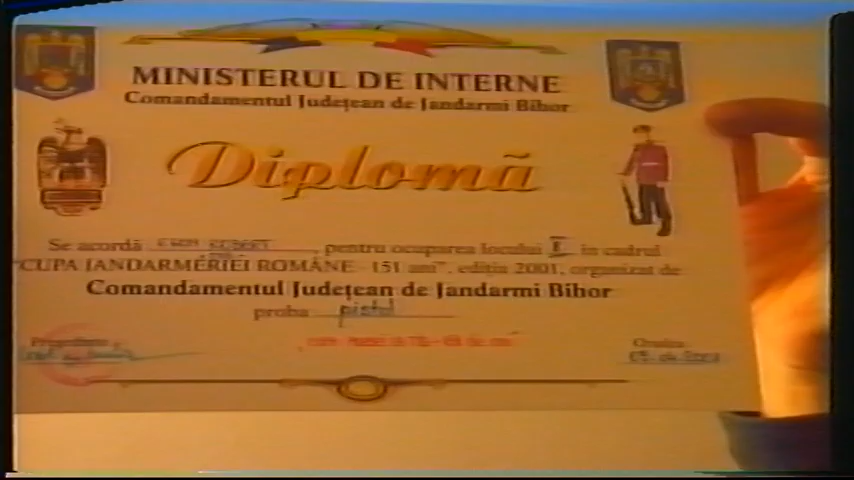 MINISTERUL DE INTERNE
Comandamentul Județean de Jandarmi Bihor
Diplomă
Se acordă pentru ocuparea locului I în cadrul
"CUPA JANDARMERIEI ROMÂNE - 151 ani", ediția 2001, organizat de
Comandamentul Județean de Jandarmi Bihor
proba pistol
Oradea